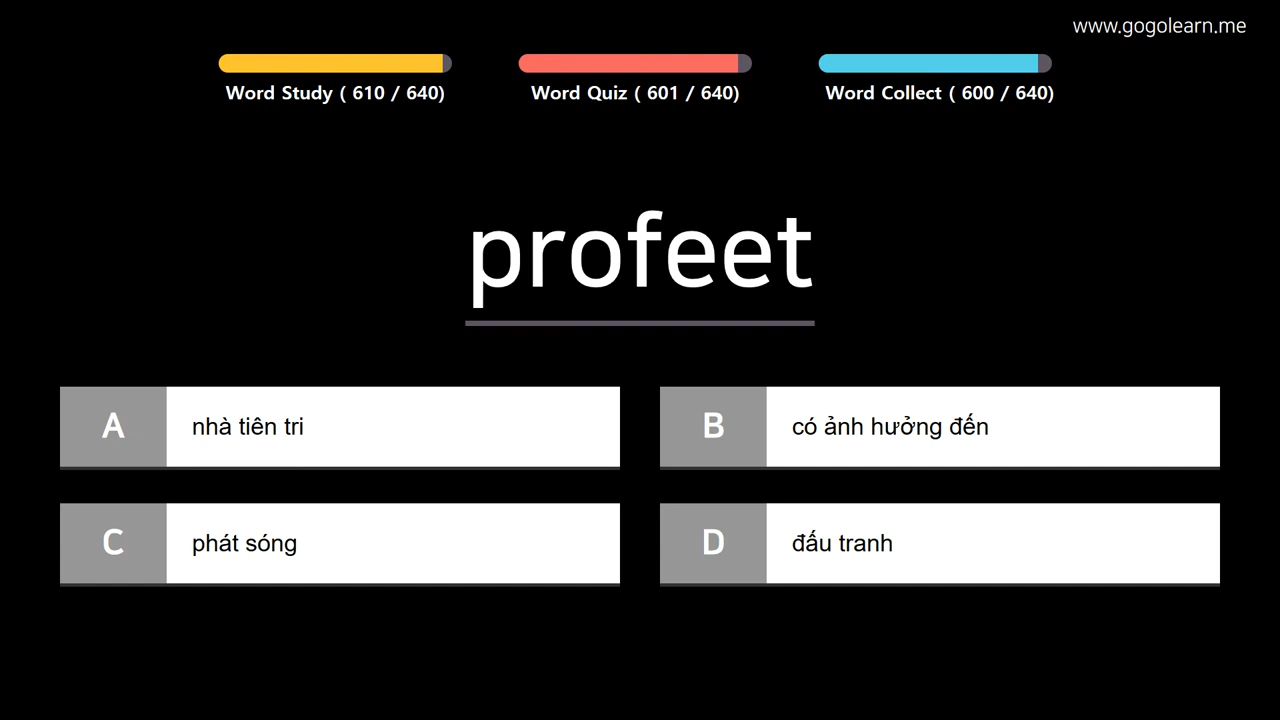 www.gogolearn.me
Word Study ( 610 / 640)
Word Quiz ( 601 / 640)
Word Collect ( 600 / 640)
profeet
A nhà tiên tri
B có ảnh hưởng đến
C phát sóng
D đấu tranh